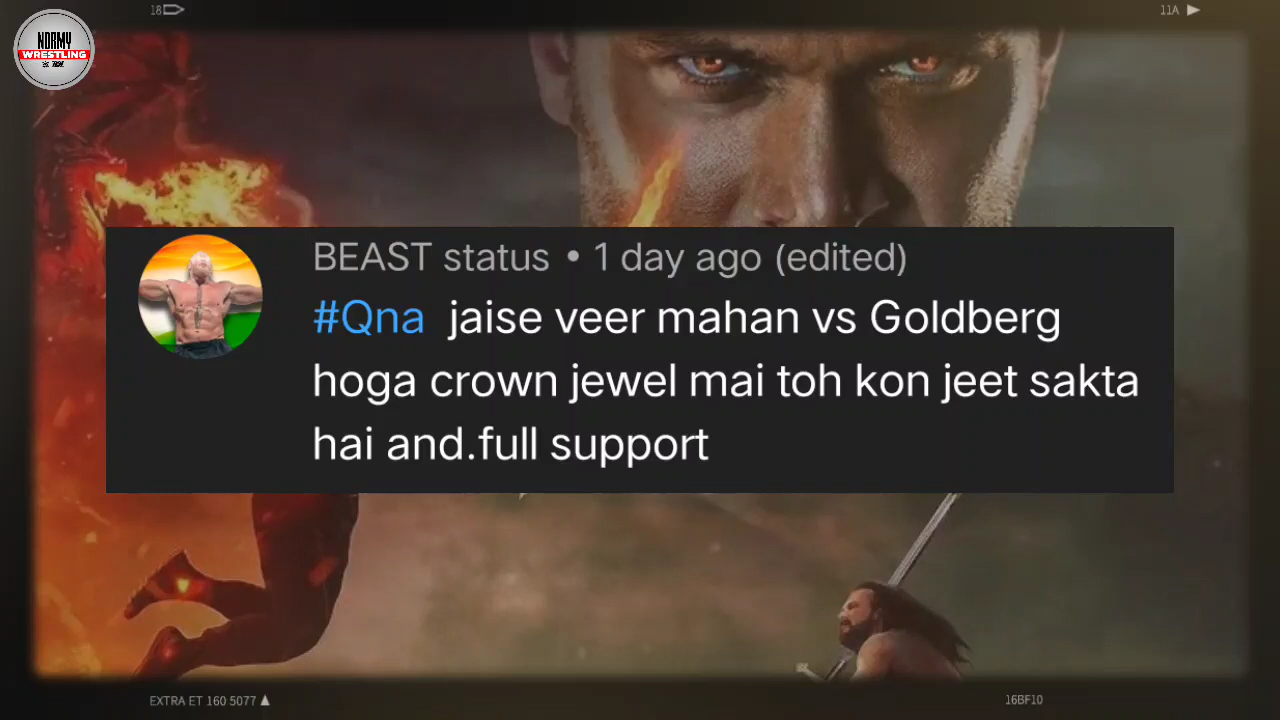 18
11A
NORMY
WRESTLING
BEAST status • 1 day ago (edited)
#Qna jaise veer mahan vs Goldberg
hoga crown jewel mai toh kon jeet sakta
hai and.full support
EXTRA ET 160 5077
16BF10